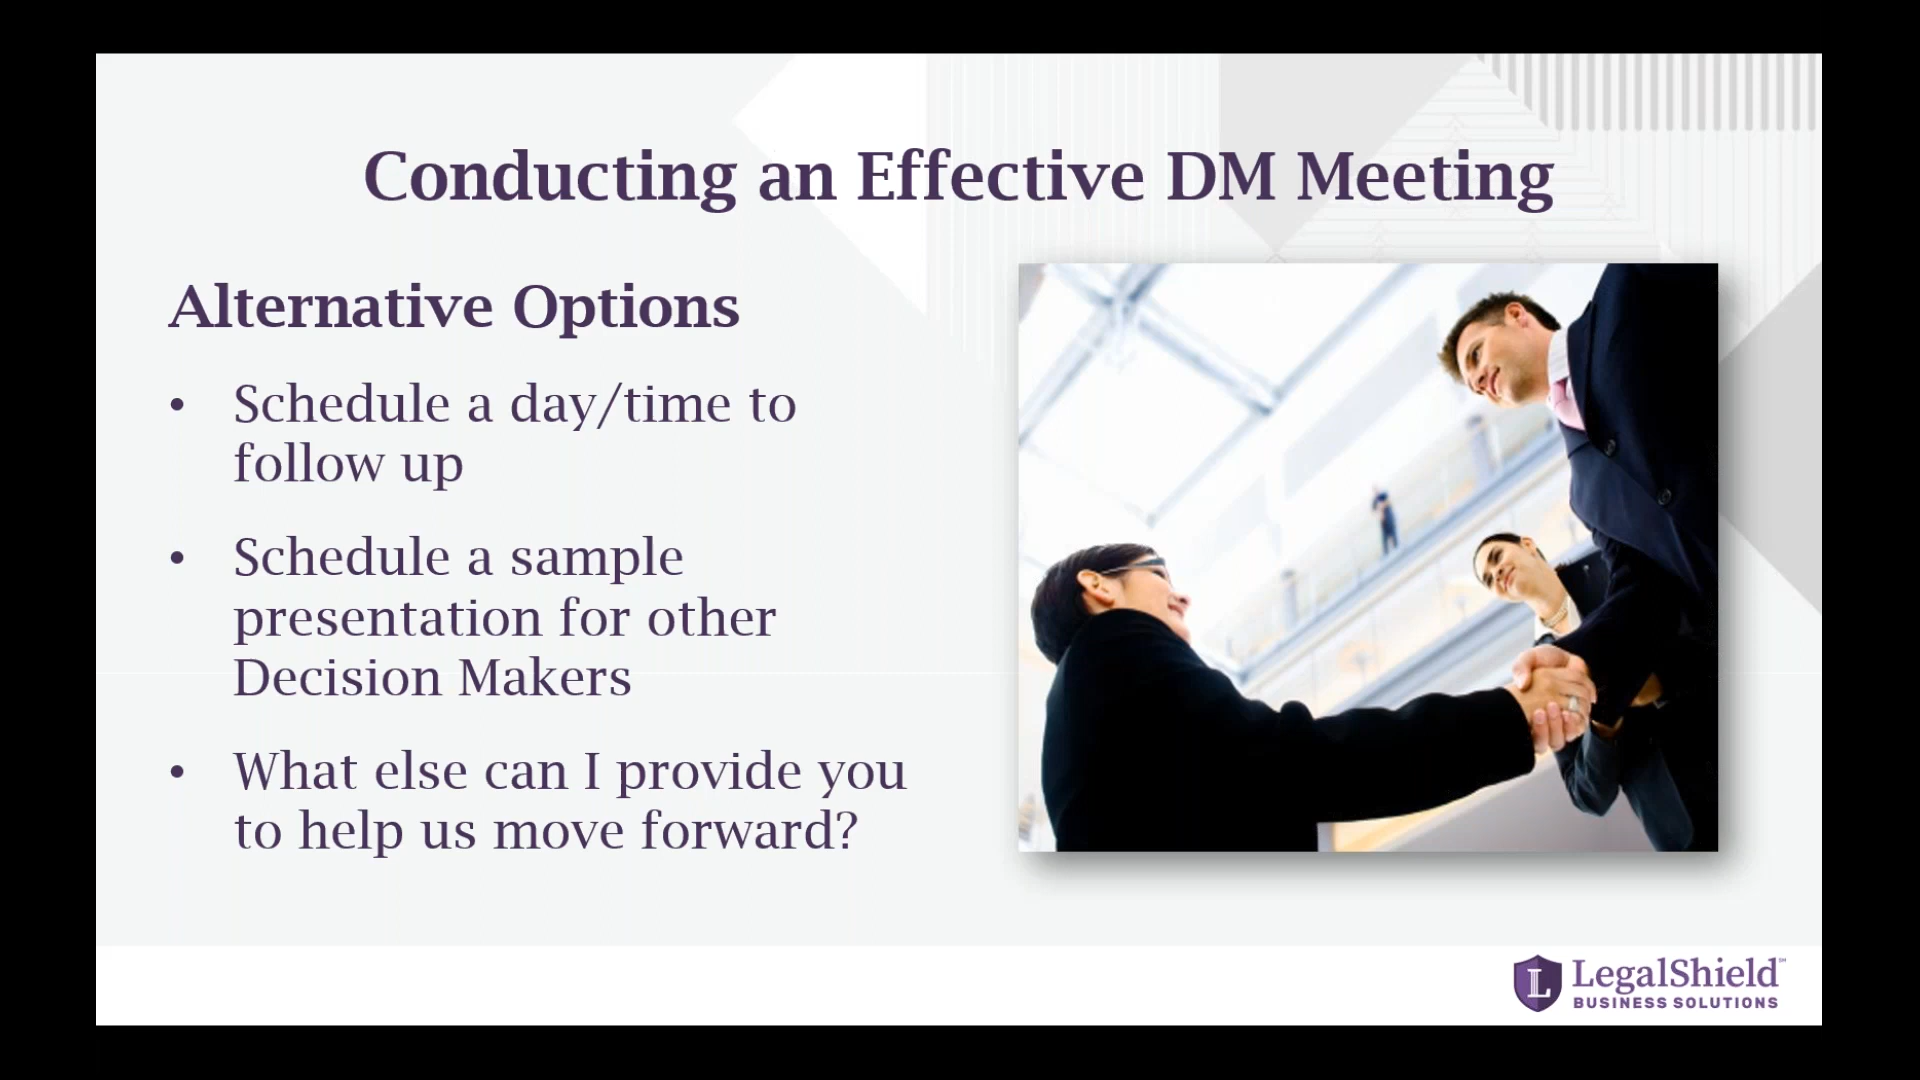 Conducting an Effective DM Meeting
Alternative Options
• Schedule a day/time to
follow up
• Schedule a sample
presentation for other
Decision Makers
• What else can I provide you
to help us move forward?
L
LegalShield℠
BUSINESS SOLUTIONS